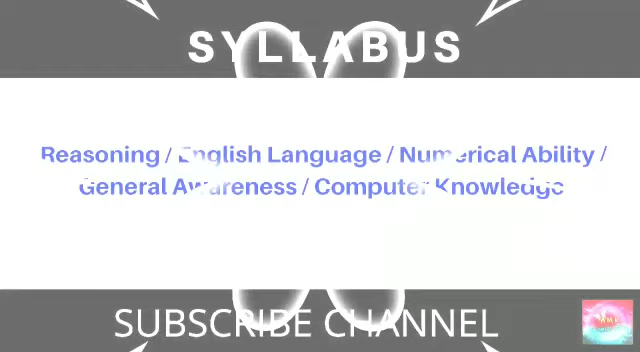 SYLLABUS
Reasoning / English Language / Numerical Ability /
General Awareness / Computer Knowledge
SUBSCRIBE CHANNEL